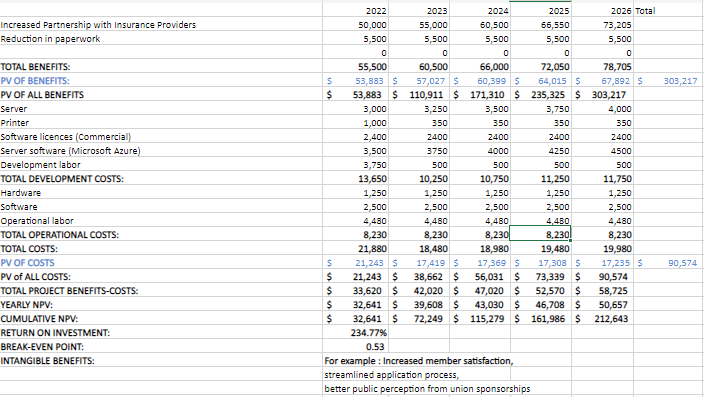 2022 2023 2024 2025 2026 Total
Increased Partnership with Insurance Providers 50,000 55,000 60,500 66,550 73,205
Reduction in paperwork 5,500 5,500 5,500 5,500 5,500
0 0 0 0 0
TOTAL BENEFITS: 55,500 60,500 66,000 72,050 78,705
PV OF BENEFITS: $ 53,883 $ 57,027 $ 60,399 $ 64,015 $ 67,892 $ 303,217
PV OF ALL BENEFITS $ 53,883 $ 110,911 $ 171,310 $ 235,325 $ 303,217
Server 3,000 3,250 3,500 3,750 4,000
Printer 1,000 350 350 350 350
Software licences (Commercial) 2,400 2400 2400 2400 2400
Server software (Microsoft Azure) 3,500 3750 4000 4250 4500
Development labor 3,750 500 500 500 500
TOTAL DEVELOPMENT COSTS: 13,650 10,250 10,750 11,250 11,750
Hardware 1,250 1,250 1,250 1,250 1,250
Software 2,500 2,500 2,500 2,500 2,500
Operational labor 4,480 4,480 4,480 4,480 4,480
TOTAL OPERATIONAL COSTS: 8,230 8,230 8,230 8,230 8,230
TOTAL COSTS: 21,880 18,480 18,980 19,480 19,980
PV OF COSTS $ 21,243 $ 17,419 $ 17,369 $ 17,308 $ 17,235 $ 90,574
PV of ALL COSTS: $ 21,243 $ 38,662 $ 56,031 $ 73,339 $ 90,574
TOTAL PROJECT BENEFITS-COSTS: $ 33,620 $ 42,020 $ 47,020 $ 52,570 $ 58,725
YEARLY NPV: $ 32,641 $ 39,608 $ 43,030 $ 46,708 $ 50,657
CUMULATIVE NPV: $ 32,641 $ 72,249 $ 115,279 $ 161,986 $ 212,643
RETURN ON INVESTMENT: 234.77%
BREAK-EVEN POINT: 0.53
INTANGIBLE BENEFITS: For example : Increased member satisfaction,
streamlined application process,
better public perception from union sponsorships